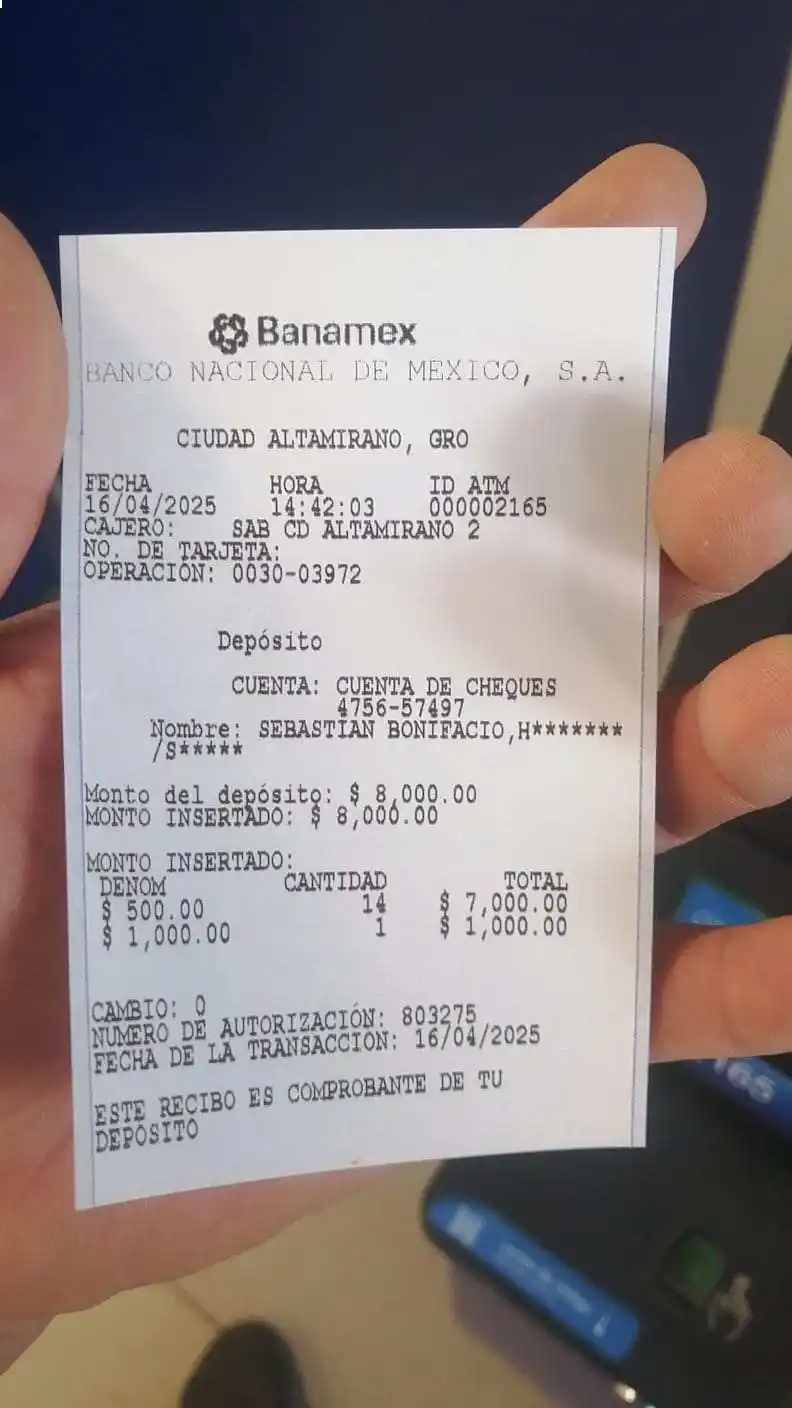 Banamex
BANCO NACIONAL DE MEXICO, S.A.
CIUDAD ALTAMIRANO, GRO
FECHA HORA ID ATM
16/04/2025 14:42:03 000002165
CAJERO: SAB CD ALTAMIRANO 2
NO. DE TARJETA:
OPERACIÓN: 0030-03972
Depósito
CUENTA: CUENTA DE CHEQUES
4756-57497
Nombre: SEBASTIAN BONIFACIO,H*******
/S*****
Monto del depósito: $ 8,000.00
MONTO INSERTADO: $ 8,000.00
MONTO INSERTADO:
DENOM CANTIDAD TOTAL
$ 500.00 14 $ 7,000.00
$ 1,000.00 1 $ 1,000.00
CAMBIO: 0
NUMERO DE AUTORIZACIÓN: 803275
FECHA DE LA TRANSACCION: 16/04/2025
ESTE RECIBO ES COMPROBANTE DE TU
DEPÓSITO
165